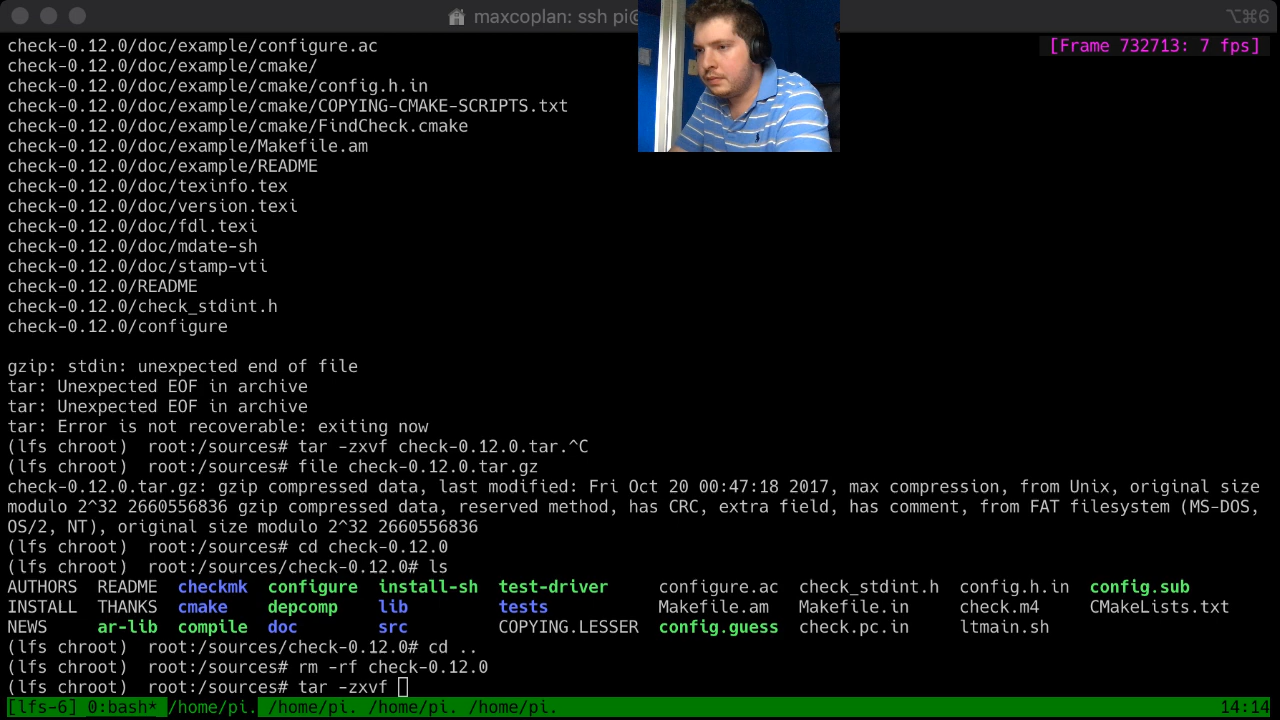 maxcoplan: ssh pi@
⌥⌘6
check-0.12.0/doc/example/configure.ac
[Frame 732713: 7 fps]
check-0.12.0/doc/example/cmake/
check-0.12.0/doc/example/cmake/config.h.in
check-0.12.0/doc/example/cmake/COPYING-CMAKE-SCRIPTS.txt
check-0.12.0/doc/example/cmake/FindCheck.cmake
check-0.12.0/doc/example/Makefile.am
check-0.12.0/doc/example/README
check-0.12.0/doc/texinfo.tex
check-0.12.0/doc/version.texi
check-0.12.0/doc/fdl.texi
check-0.12.0/doc/mdate-sh
check-0.12.0/doc/stamp-vti
check-0.12.0/README
check-0.12.0/check_stdint.h
check-0.12.0/configure
gzip: stdin: unexpected end of file
tar: Unexpected EOF in archive
tar: Unexpected EOF in archive
tar: Error is not recoverable: exiting now
(lfs chroot)  root:/sources# tar -zxvf check-0.12.0.tar.^C
(lfs chroot)  root:/sources# file check-0.12.0.tar.gz
check-0.12.0.tar.gz: gzip compressed data, last modified: Fri Oct 20 00:47:18 2017, max compression, from Unix, original size
modulo 2^32 2660556836 gzip compressed data, reserved method, has CRC, extra field, has comment, from FAT filesystem (MS-DOS,
OS/2, NT), original size modulo 2^32 2660556836
(lfs chroot)  root:/sources# cd check-0.12.0
(lfs chroot)  root:/sources/check-0.12.0# ls
AUTHORS  README  checkmk  configure  install-sh  test-driver  configure.ac  check_stdint.h  config.h.in  config.sub
INSTALL  THANKS  cmake  depcomp  lib  tests  Makefile.am  Makefile.in  check.m4  CMakeLists.txt
NEWS  ar-lib  compile  doc  src  COPYING.LESSER  config.guess  check.pc.in  ltmain.sh
(lfs chroot)  root:/sources/check-0.12.0# cd ..
(lfs chroot)  root:/sources# rm -rf check-0.12.0
(lfs chroot)  root:/sources# tar -zxvf
[lfs-6] 0:bash* /home/pi. /home/pi. /home/pi. /home/pi. 14:14